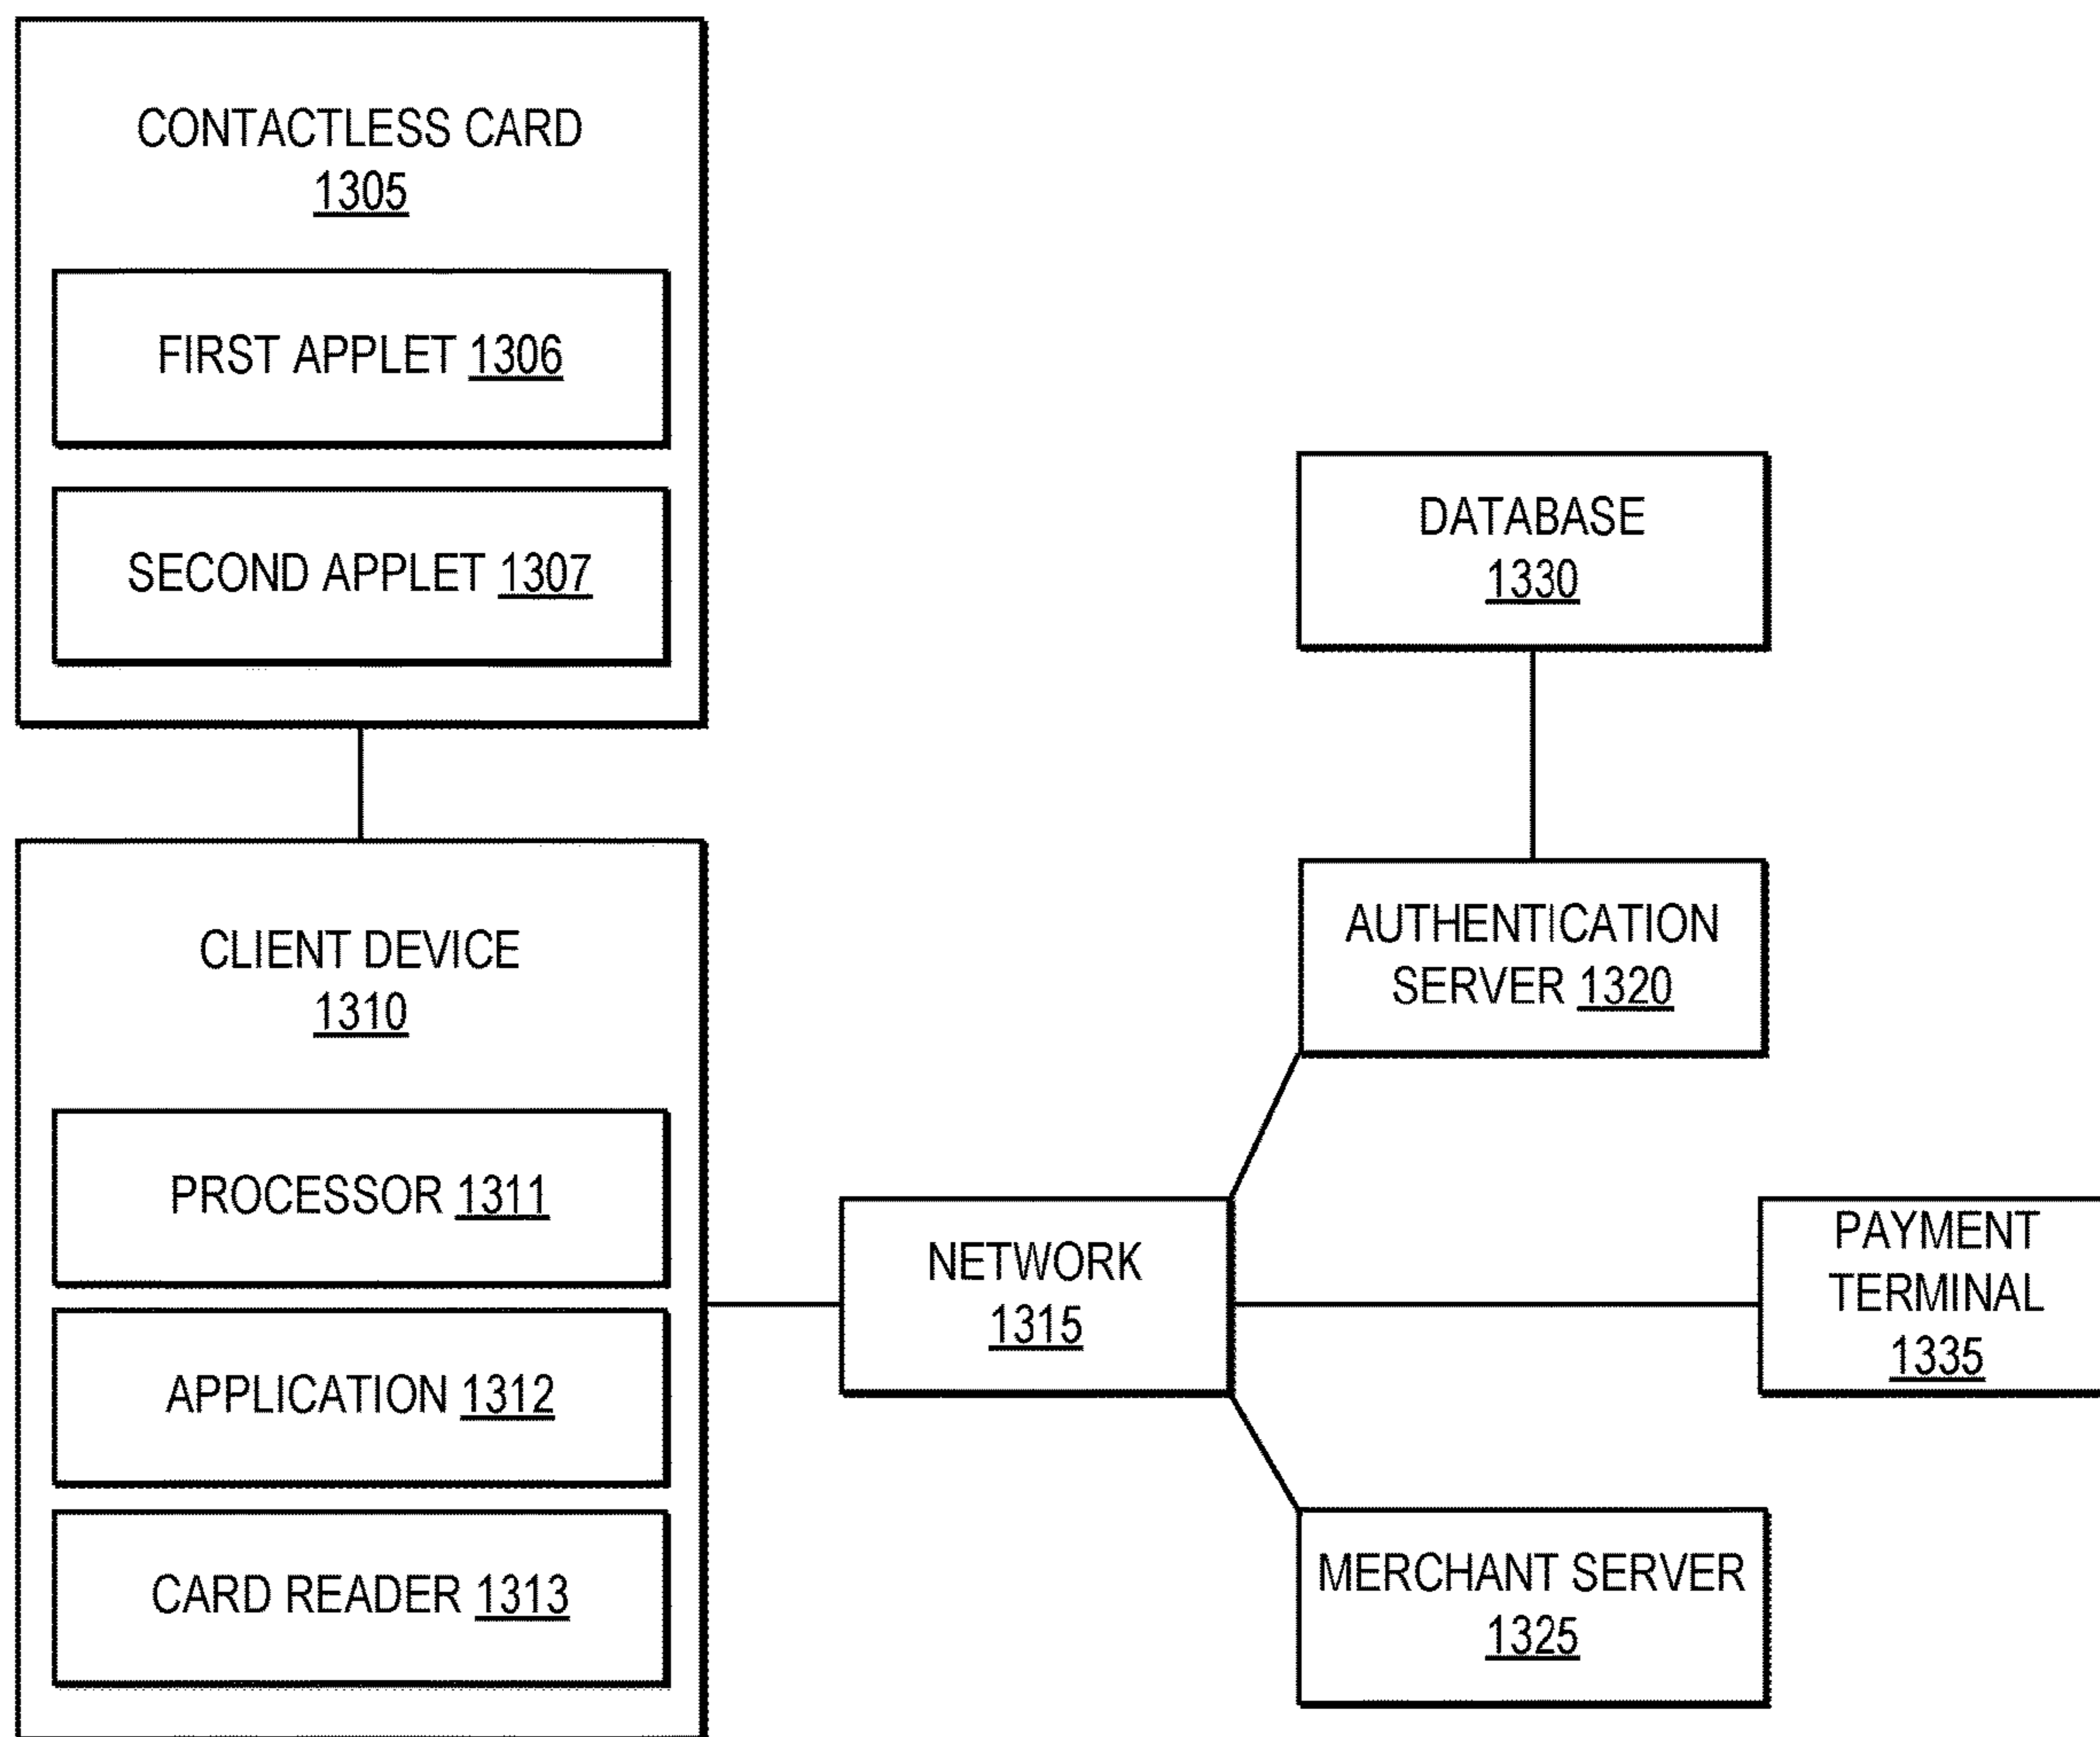 CONTACTLESS CARD
1305
FIRST APPLET 1306
SECOND APPLET 1307
CLIENT DEVICE
1310
PROCESSOR 1311
APPLICATION 1312
CARD READER 1313
NETWORK
1315
DATABASE
1330
AUTHENTICATION
SERVER 1320
PAYMENT
TERMINAL
1335
MERCHANT SERVER
1325